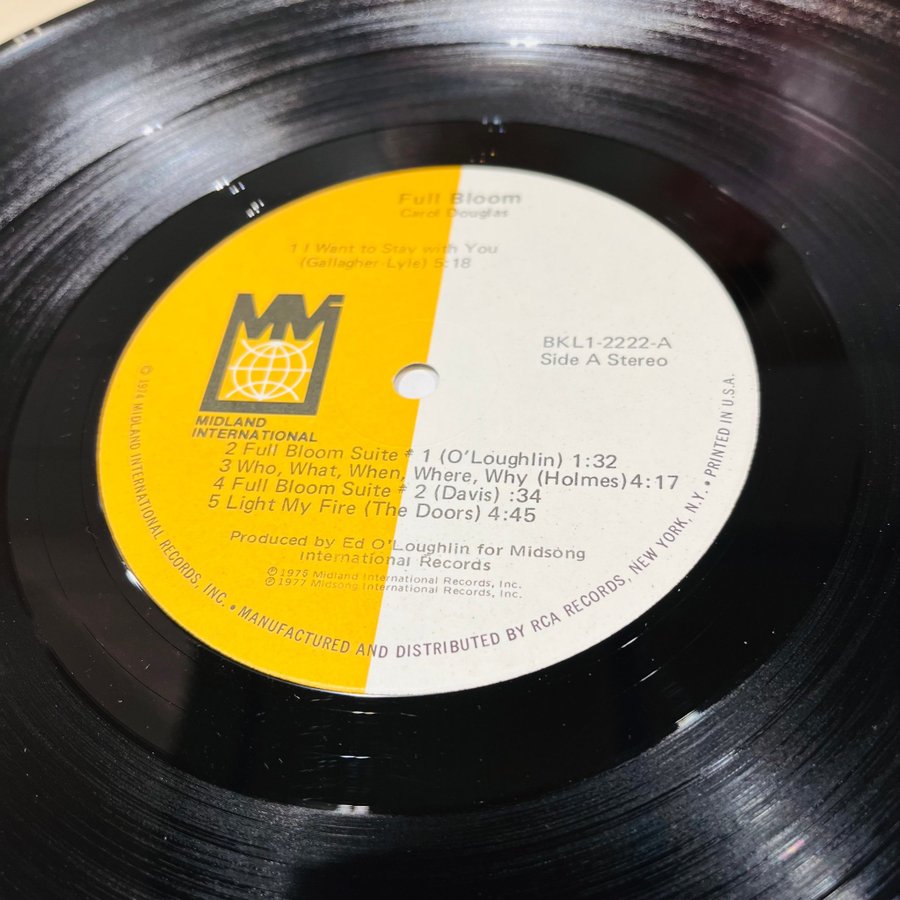 Full Bloom
Carol Douglas
1 I Want to Stay with You
(Gallagher-Lyle) 5:18
MMi
MIDLAND
INTERNATIONAL
BKL1-2222-A
Side A Stereo
2 Full Bloom Suite # 1 (O'Loughlin) 1:32
3 Who, What, When, Where, Why (Holmes) 4:17
4 Full Bloom Suite # 2 (Davis) :34
5 Light My Fire (The Doors) 4:45
Produced by Ed O'Loughlin for Midsong
International Records
℗ 1975 Midland International Records, Inc.
℗ 1977 Midsong International Records, Inc.
© 1974 MIDLAND INTERNATIONAL RECORDS, INC. • MANUFACTURED AND DISTRIBUTED BY RCA RECORDS, NEW YORK, N.Y. • PRINTED IN U.S.A.